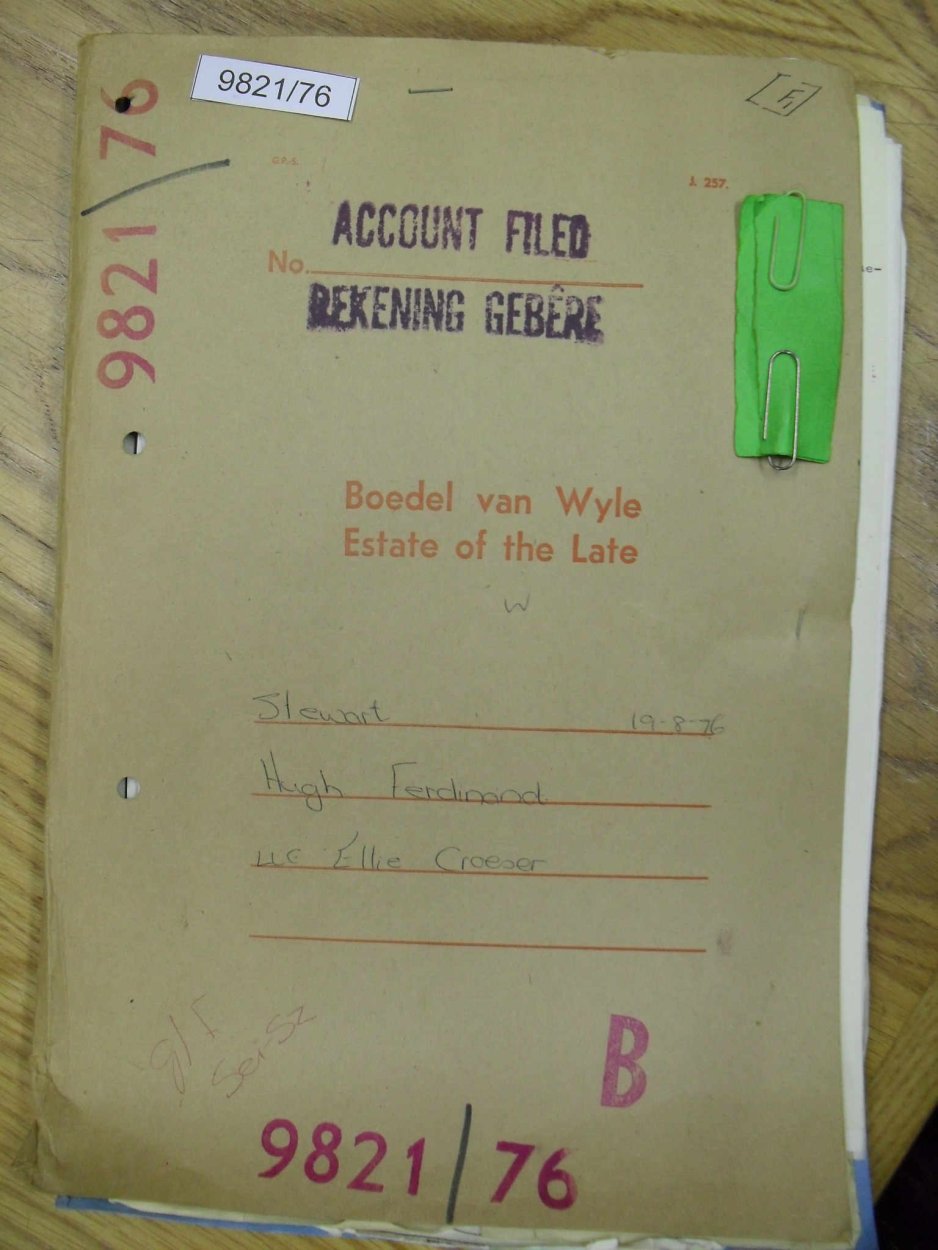 9821/76
9821/76
G.P.-S.
J. 257.
ACCOUNT FILED
No.
REKENING GEBÊRE
Boedel van Wyle
Estate of the Late
W
Stewart 19-8-76
Hugh Ferdinand
Ellie Croeser
B
9821/76